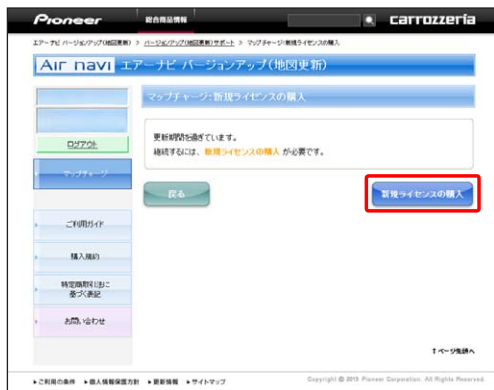 Pioneer
総合商品情報
carrozzeria
エアーナビ バージョンアップ(地図更新) > バージョンアップ(地図更新)サポート > マップチャージ:新規ライセンスの購入
Air navi エアーナビ バージョンアップ(地図更新)
マップチャージ:新規ライセンスの購入
更新期間を過ぎています。
継続するには、新規ライセンスの購入 が必要です。
ログアウト
マップチャージ
戻る
新規ライセンスの購入
ご利用ガイド
購入規約
特定商取引法に
基づく表記
お問い合わせ
↑ページ先頭へ
ご利用の条件 個人情報保護方針 更新情報 サイトマップ
Copyright © 2013 Pioneer Corporation. All Rights Reserved.